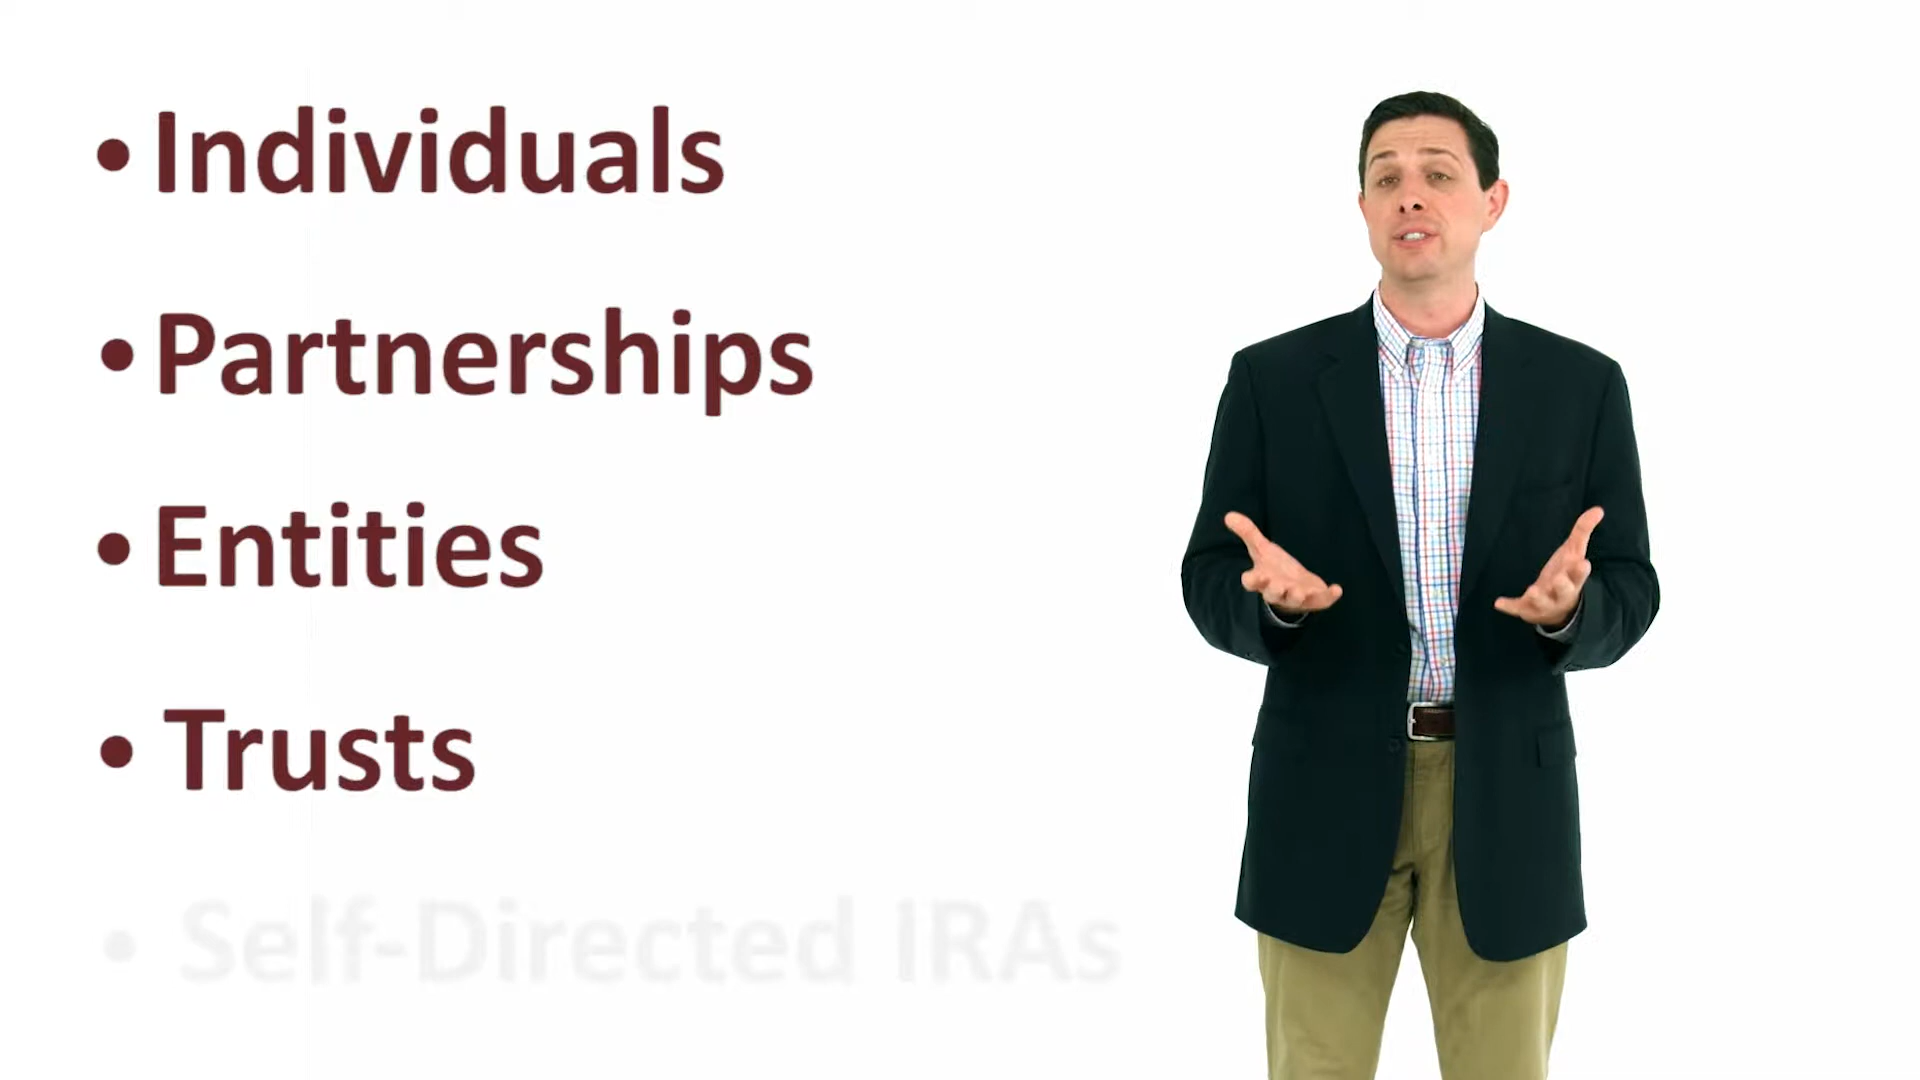 • Individuals
• Partnerships
• Entities
• Trusts
• Self-Directed IRAs